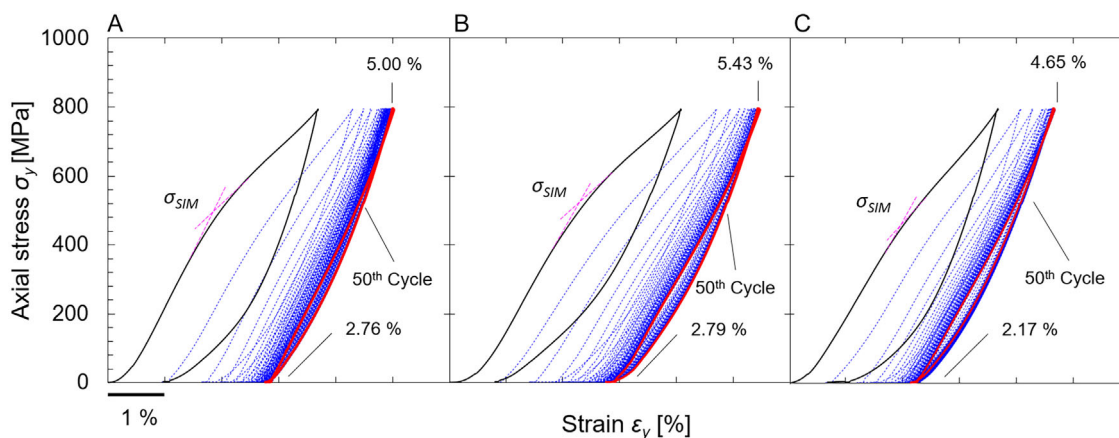 A
B
C
1000
800
600
400
200
0
Axial stress σy [MPa]
5.00 %
σSIM
50th Cycle
2.76 %
5.43 %
σSIM
50th Cycle
2.79 %
4.65 %
σSIM
50th Cycle
2.17 %
1 %
Strain εy [%]